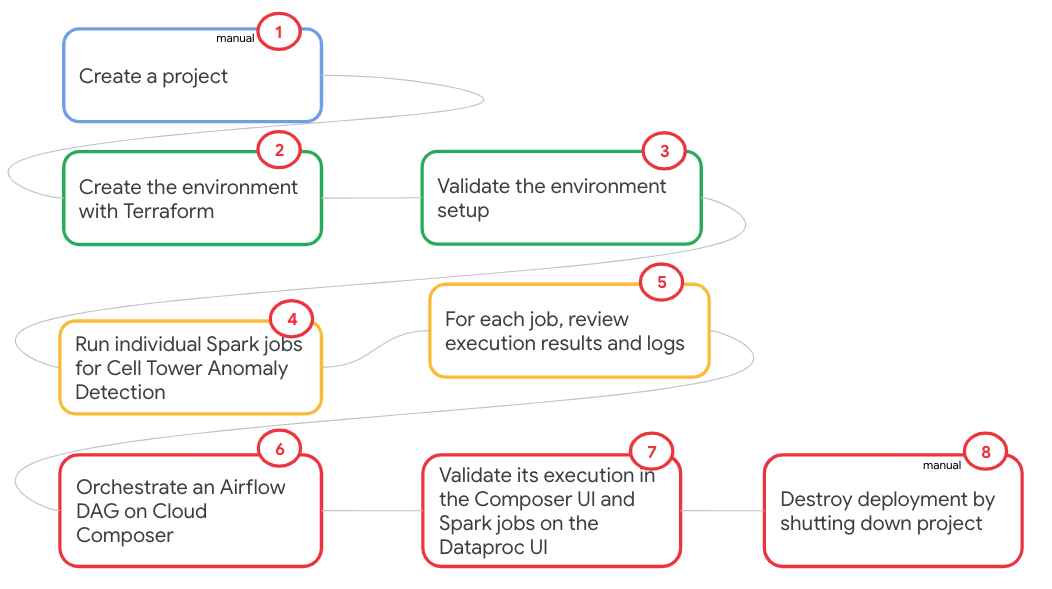 1
manual
Create a project
2
Create the environment
with Terraform
3
Validate the environment
setup
4
Run individual Spark jobs
for Cell Tower Anomaly
Detection
5
For each job, review
execution results and logs
6
Orchestrate an Airflow
DAG on Cloud
Composer
7
Validate its execution in
the Composer UI and
Spark jobs on the
Dataproc UI
8
manual
Destroy deployment by
shutting down project